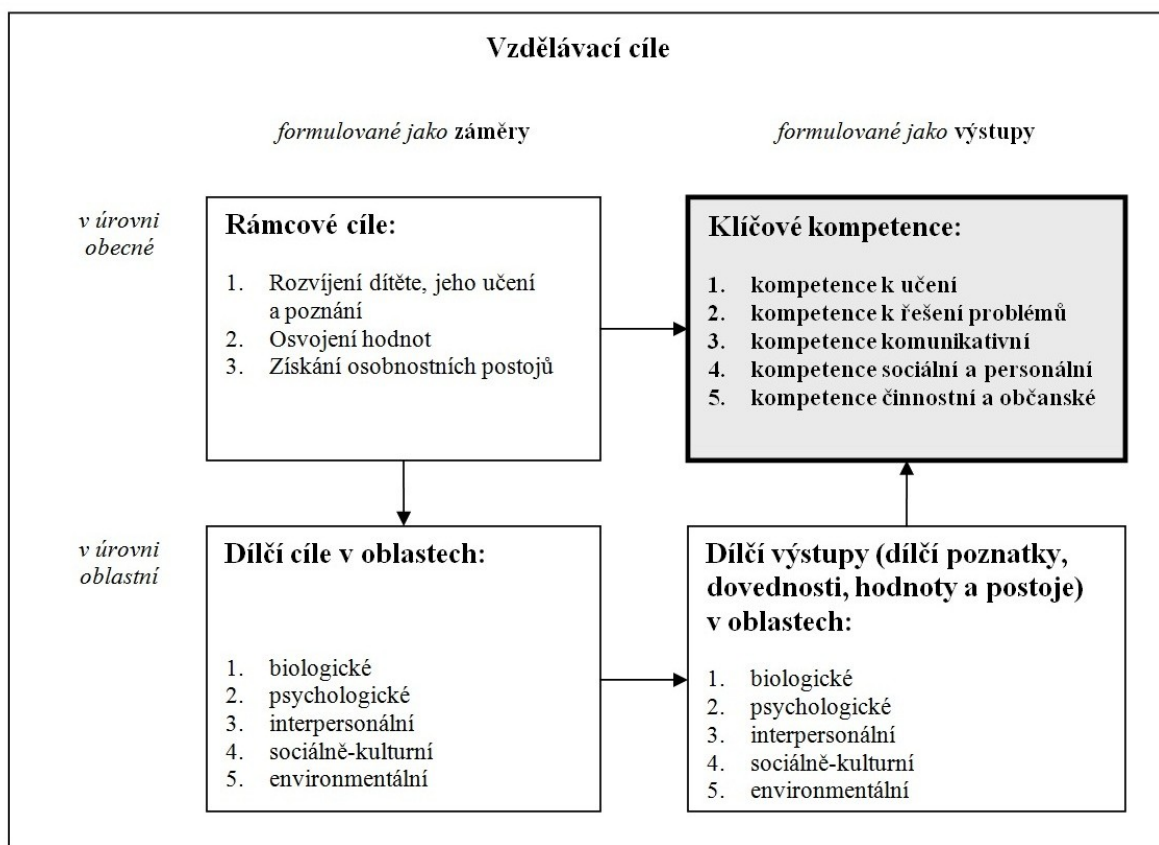 Vzdělávací cíle
formulované jako záměry
formulované jako výstupy
v úrovni
obecné
Rámcové cíle:
1. Rozvíjení dítěte, jeho učení
a poznání
2. Osvojení hodnot
3. Získání osobnostních postojů
Klíčové kompetence:
1. kompetence k učení
2. kompetence k řešení problémů
3. kompetence komunikativní
4. kompetence sociální a personální
5. kompetence činnostní a občanské
v úrovni
oblastní
Dílčí cíle v oblastech:
1. biologické
2. psychologické
3. interpersonální
4. sociálně-kulturní
5. environmentální
Dílčí výstupy (dílčí poznatky,
dovednosti, hodnoty a postoje)
v oblastech:
1. biologické
2. psychologické
3. interpersonální
4. sociálně-kulturní
5. environmentální